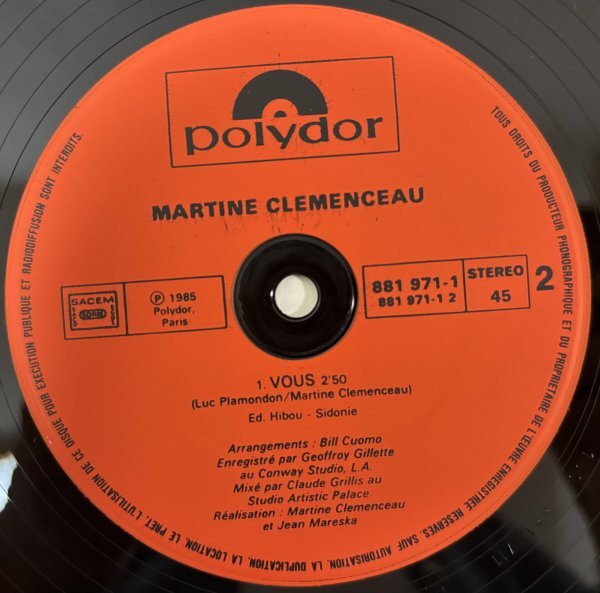 polydor
MARTINE CLEMENCEAU
SACEM
SACD
SDRM
SGDL
Ⓟ 1985
Polydor,
Paris
881 971-1
881 971-1 2
STEREO
45
2
1. VOUS 2'50
(Luc Plamondon/Martine Clemenceau)
Ed. Hibou - Sidonie
Arrangements : Bill Cuomo
Enregistré par Geoffroy Gillette
au Conway Studio, L.A.
Mixé par Claude Grillis au
Studio Artistic Palace
Réalisation : Martine Clemenceau
et Jean Mareska
TOUS DROITS DU PRODUCTEUR PHONOGRAPHIQUE ET DU PROPRIETAIRE DE L'ŒUVRE ENREGISTREE RESERVES. SAUF AUTORISATION, LA DUPLICATION, LA LOCATION, LE PRET, L'UTILISATION DE CE DISQUE POUR EXECUTION PUBLIQUE ET RADIODIFFUSION SONT INTERDITS.